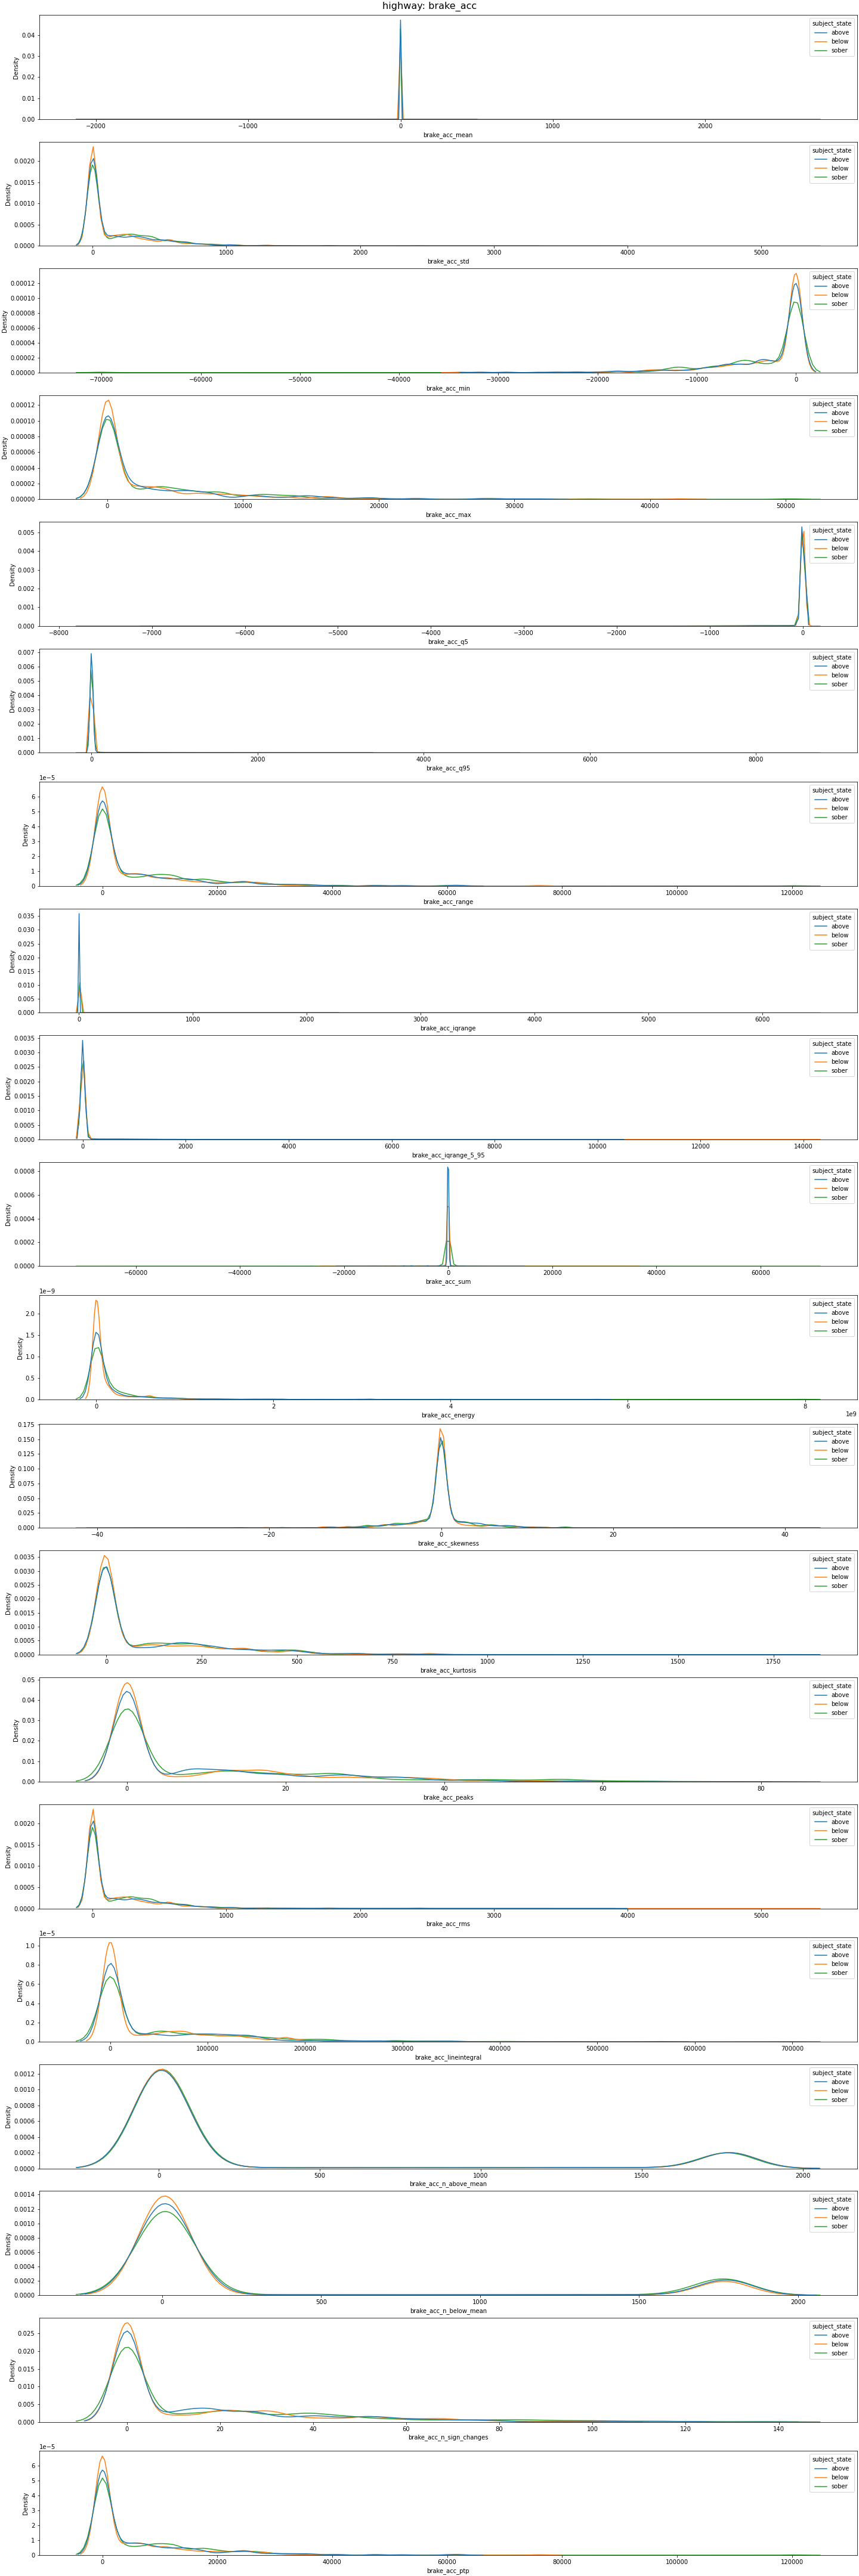 highway: brake_acc
subject_state
above
below
sober
Density
0.04
0.03
0.02
0.01
0.00
−2000 −1000 0 1000 2000
brake_acc_mean
subject_state
above
below
sober
Density
0.0020
0.0015
0.0010
0.0005
0.0000
0 1000 2000 3000 4000 5000
brake_acc_std
subject_state
above
below
sober
Density
0.00012
0.00010
0.00008
0.00006
0.00004
0.00002
0.00000
−70000 −60000 −50000 −40000 −30000 −20000 −10000 0
brake_acc_min
subject_state
above
below
sober
Density
0.00012
0.00010
0.00008
0.00006
0.00004
0.00002
0.00000
0 10000 20000 30000 40000 50000
brake_acc_max
subject_state
above
below
sober
Density
0.005
0.004
0.003
0.002
0.001
0.000
−8000 −7000 −6000 −5000 −4000 −3000 −2000 −1000 0
brake_acc_q5
subject_state
above
below
sober
Density
0.007
0.006
0.005
0.004
0.003
0.002
0.001
0.000
0 2000 4000 6000 8000
brake_acc_q95
1e−5
subject_state
above
below
sober
Density
6
5
4
3
2
1
0
0 20000 40000 60000 80000 100000 120000
brake_acc_range
subject_state
above
below
sober
Density
0.035
0.030
0.025
0.020
0.015
0.010
0.005
0.000
0 1000 2000 3000 4000 5000 6000
brake_acc_iqrange
subject_state
above
below
sober
Density
0.0035
0.0030
0.0025
0.0020
0.0015
0.0010
0.0005
0.0000
0 2000 4000 6000 8000 10000 12000 14000
brake_acc_iqrange_5_95
subject_state
above
below
sober
Density
0.0008
0.0006
0.0004
0.0002
0.0000
−60000 −40000 −20000 0 20000 40000 60000
brake_acc_sum
1e−9
subject_state
above
below
sober
Density
2.0
1.5
1.0
0.5
0.0
0 2 4 6 8
brake_acc_energy
1e9
subject_state
above
below
sober
Density
0.175
0.150
0.125
0.100
0.075
0.050
0.025
0.000
−40 −20 0 20 40
brake_acc_skewness
subject_state
above
below
sober
Density
0.0035
0.0030
0.0025
0.0020
0.0015
0.0010
0.0005
0.0000
0 250 500 750 1000 1250 1500 1750
brake_acc_kurtosis
subject_state
above
below
sober
Density
0.05
0.04
0.03
0.02
0.01
0.00
0 20 40 60 80
brake_acc_peaks
subject_state
above
below
sober
Density
0.0020
0.0015
0.0010
0.0005
0.0000
0 1000 2000 3000 4000 5000
brake_acc_rms
1e−5
subject_state
above
below
sober
Density
1.0
0.8
0.6
0.4
0.2
0.0
0 100000 200000 300000 400000 500000 600000 700000
brake_acc_lineintegral
subject_state
above
below
sober
Density
0.0012
0.0010
0.0008
0.0006
0.0004
0.0002
0.0000
0 500 1000 1500 2000
brake_acc_n_above_mean
subject_state
above
below
sober
Density
0.0014
0.0012
0.0010
0.0008
0.0006
0.0004
0.0002
0.0000
0 500 1000 1500 2000
brake_acc_n_below_mean
subject_state
above
below
sober
Density
0.025
0.020
0.015
0.010
0.005
0.000
0 20 40 60 80 100 120 140
brake_acc_n_sign_changes
1e−5
subject_state
above
below
sober
Density
6
5
4
3
2
1
0
0 20000 40000 60000 80000 100000 120000
brake_acc_ptp